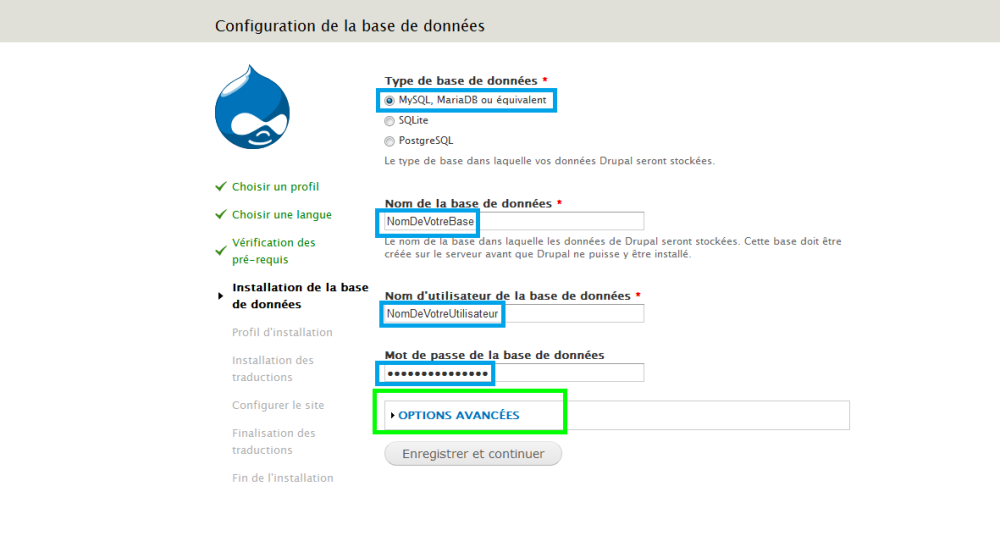 Configuration de la base de données
Choisir un profil
Choisir une langue
Vérification des
pré-requis
Installation de la base
de données
Profil d'installation
Installation des
traductions
Configurer le site
Finalisation des
traductions
Fin de l'installation
Type de base de données *
MySQL, MariaDB ou équivalent
SQLite
PostgreSQL
Le type de base dans laquelle vos données Drupal seront stockées.
Nom de la base de données *
NomDeVotreBase
Le nom de la base dans laquelle les données de Drupal seront stockées. Cette base doit être
créée sur le serveur avant que Drupal ne puisse y être installé.
Nom d'utilisateur de la base de données *
NomDeVotreUtilisateur
Mot de passe de la base de données
•••••••••••••••
OPTIONS AVANCÉES
Enregistrer et continuer